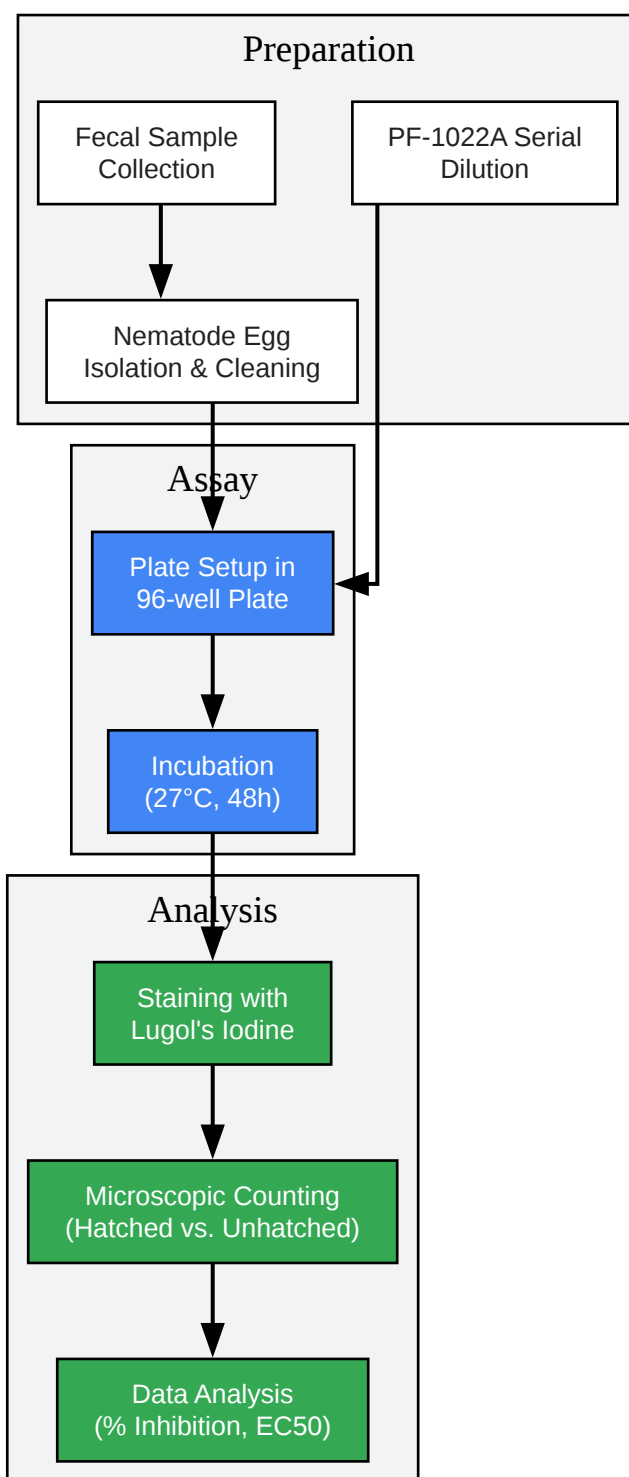 Preparation
Fecal Sample
Collection
PF-1022A Serial
Dilution
Nematode Egg
Isolation & Cleaning
Assay
Plate Setup in
96-well Plate
Incubation
(27°C, 48h)
Analysis
Staining with
Lugol's Iodine
Microscopic Counting
(Hatched vs. Unhatched)
Data Analysis
(% Inhibition, EC50)